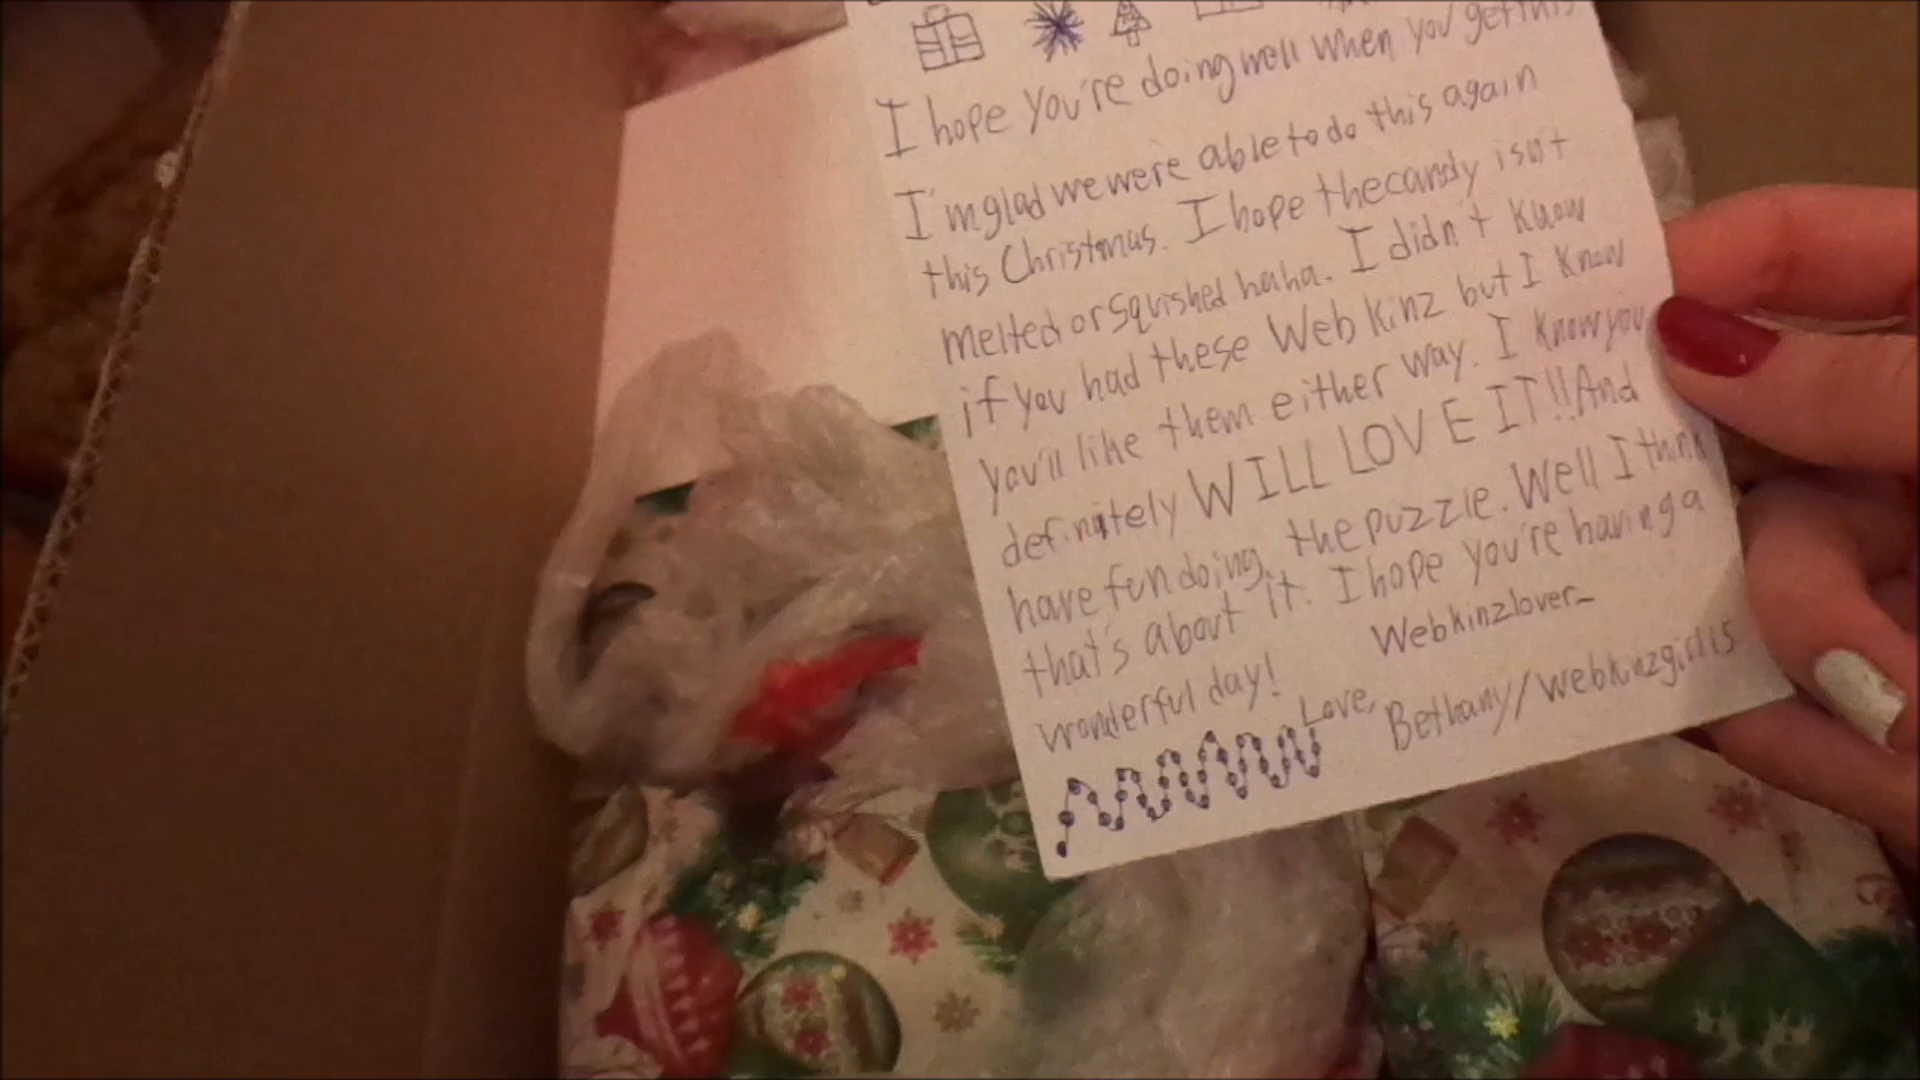 I hope you're doing well when you get this
I'm glad we were able to do this again
this Christmas. I hope the candy isn't
melted or squished haha. I didn't know
if you had these Web kinz but I know
you'll like them either way. I know you
definitely WILL LOVE IT!! And
have fun doing the puzzle. Well I think
that's about it. I hope you're having a
wonderful day!
Webkinzlover-
Love, Bethany/webkinzgirl15